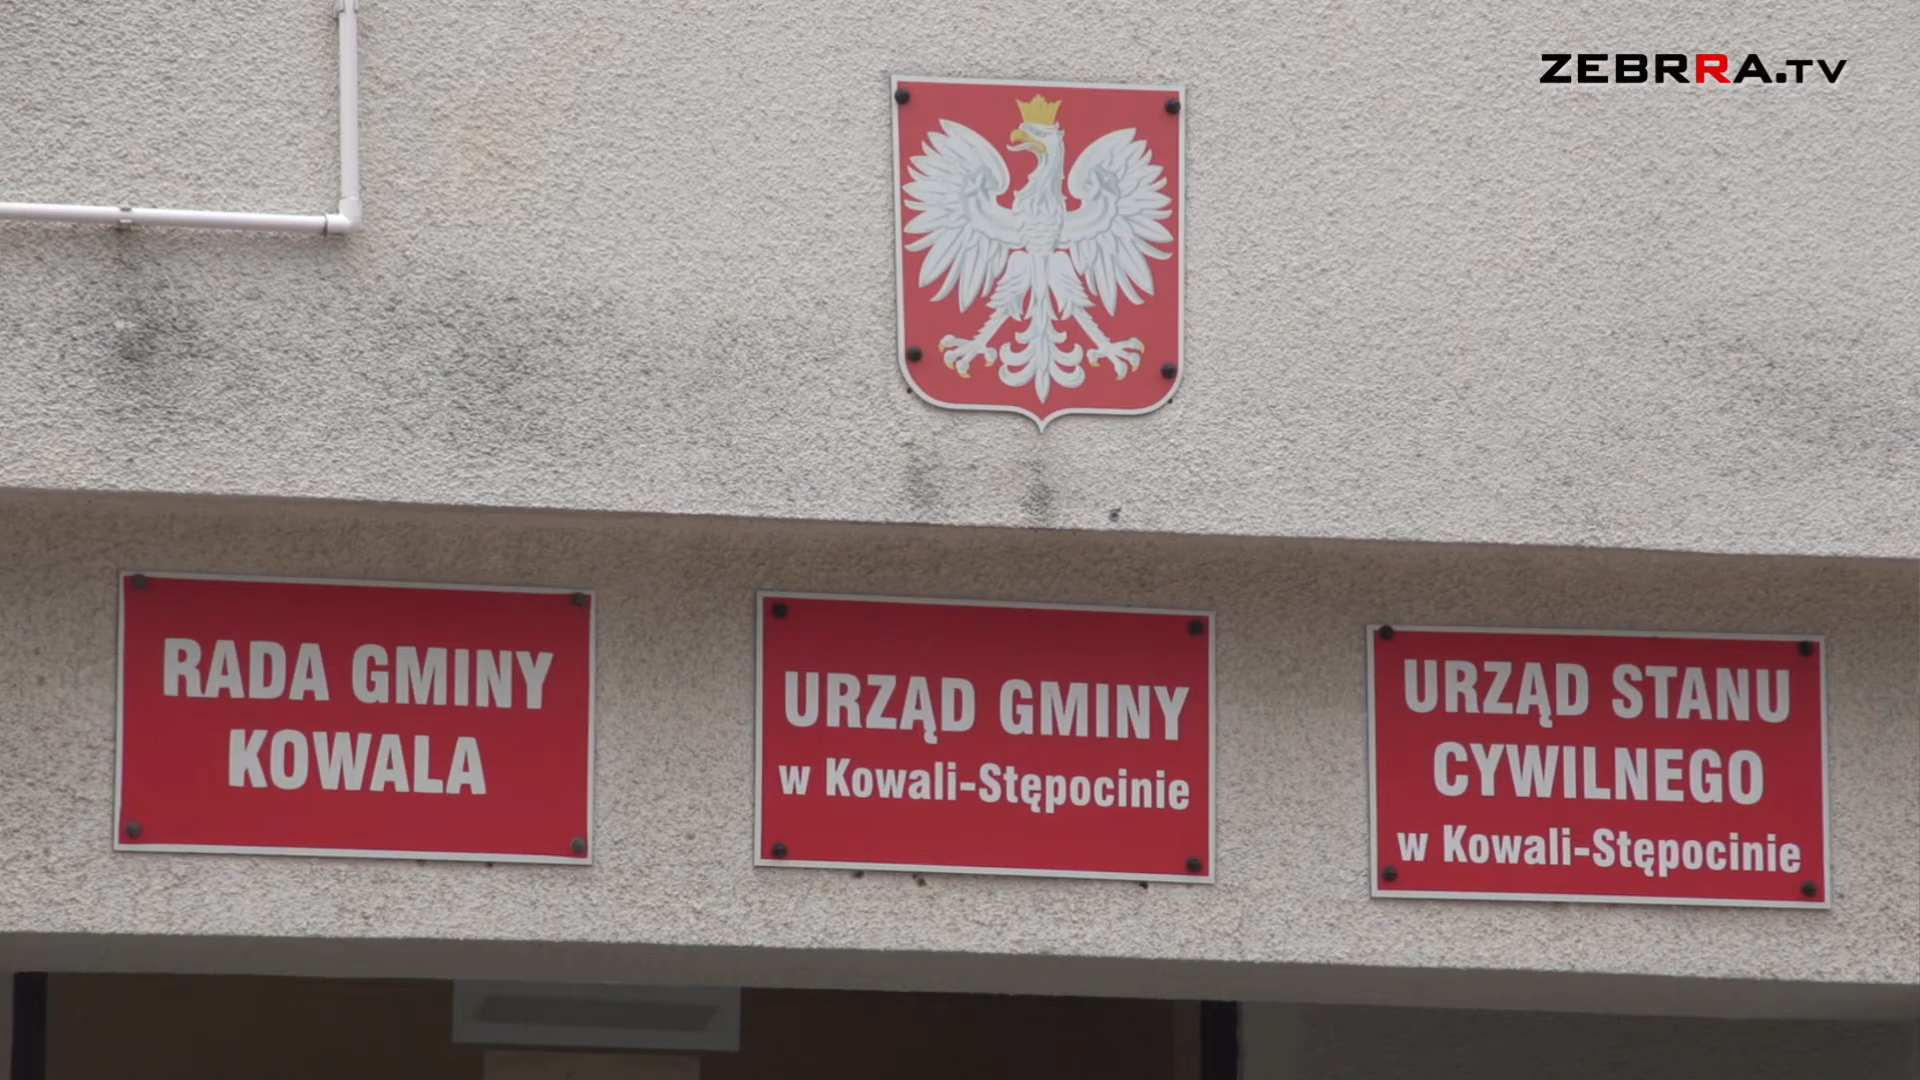 ZEBRRA.TV
RADA GMINY
KOWALA
URZĄD GMINY
w Kowali-Stępocinie
URZĄD STANU
CYWILNEGO
w Kowali-Stępocinie